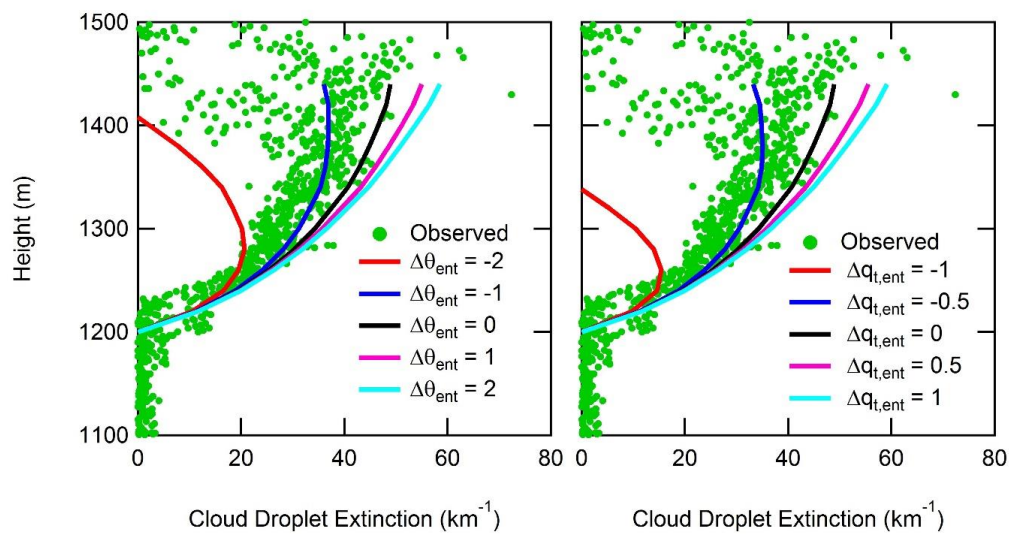 1500
1400
1300
1200
1100
Height (m)
Observed
Δθent = -2
Δθent = -1
Δθent = 0
Δθent = 1
Δθent = 2
0 20 40 60 80
Cloud Droplet Extinction (km-1)
Observed
Δqt,ent = -1
Δqt,ent = -0.5
Δqt,ent = 0
Δqt,ent = 0.5
Δqt,ent = 1
0 20 40 60 80
Cloud Droplet Extinction (km-1)